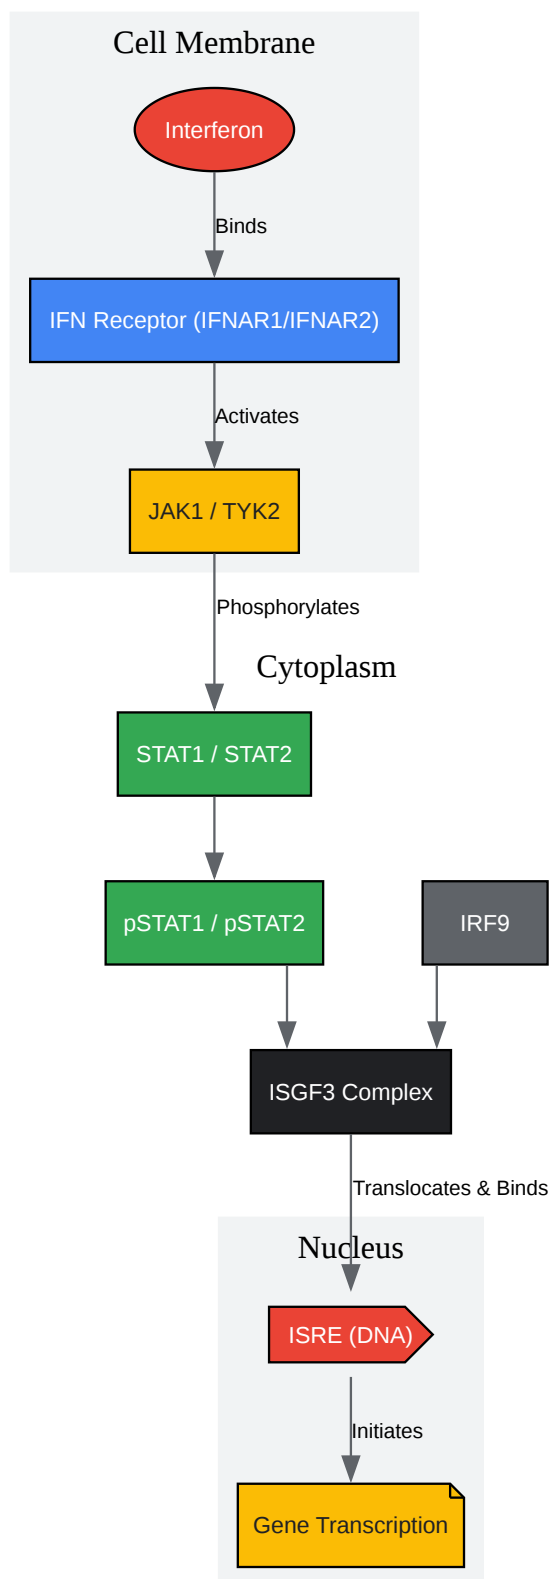 Cell Membrane
Interferon
Binds
IFN Receptor (IFNAR1/IFNAR2)
Activates
JAK1 / TYK2
Phosphorylates
Cytoplasm
STAT1 / STAT2
pSTAT1 / pSTAT2
IRF9
ISGF3 Complex
Translocates & Binds
Nucleus
ISRE (DNA)
Initiates
Gene Transcription